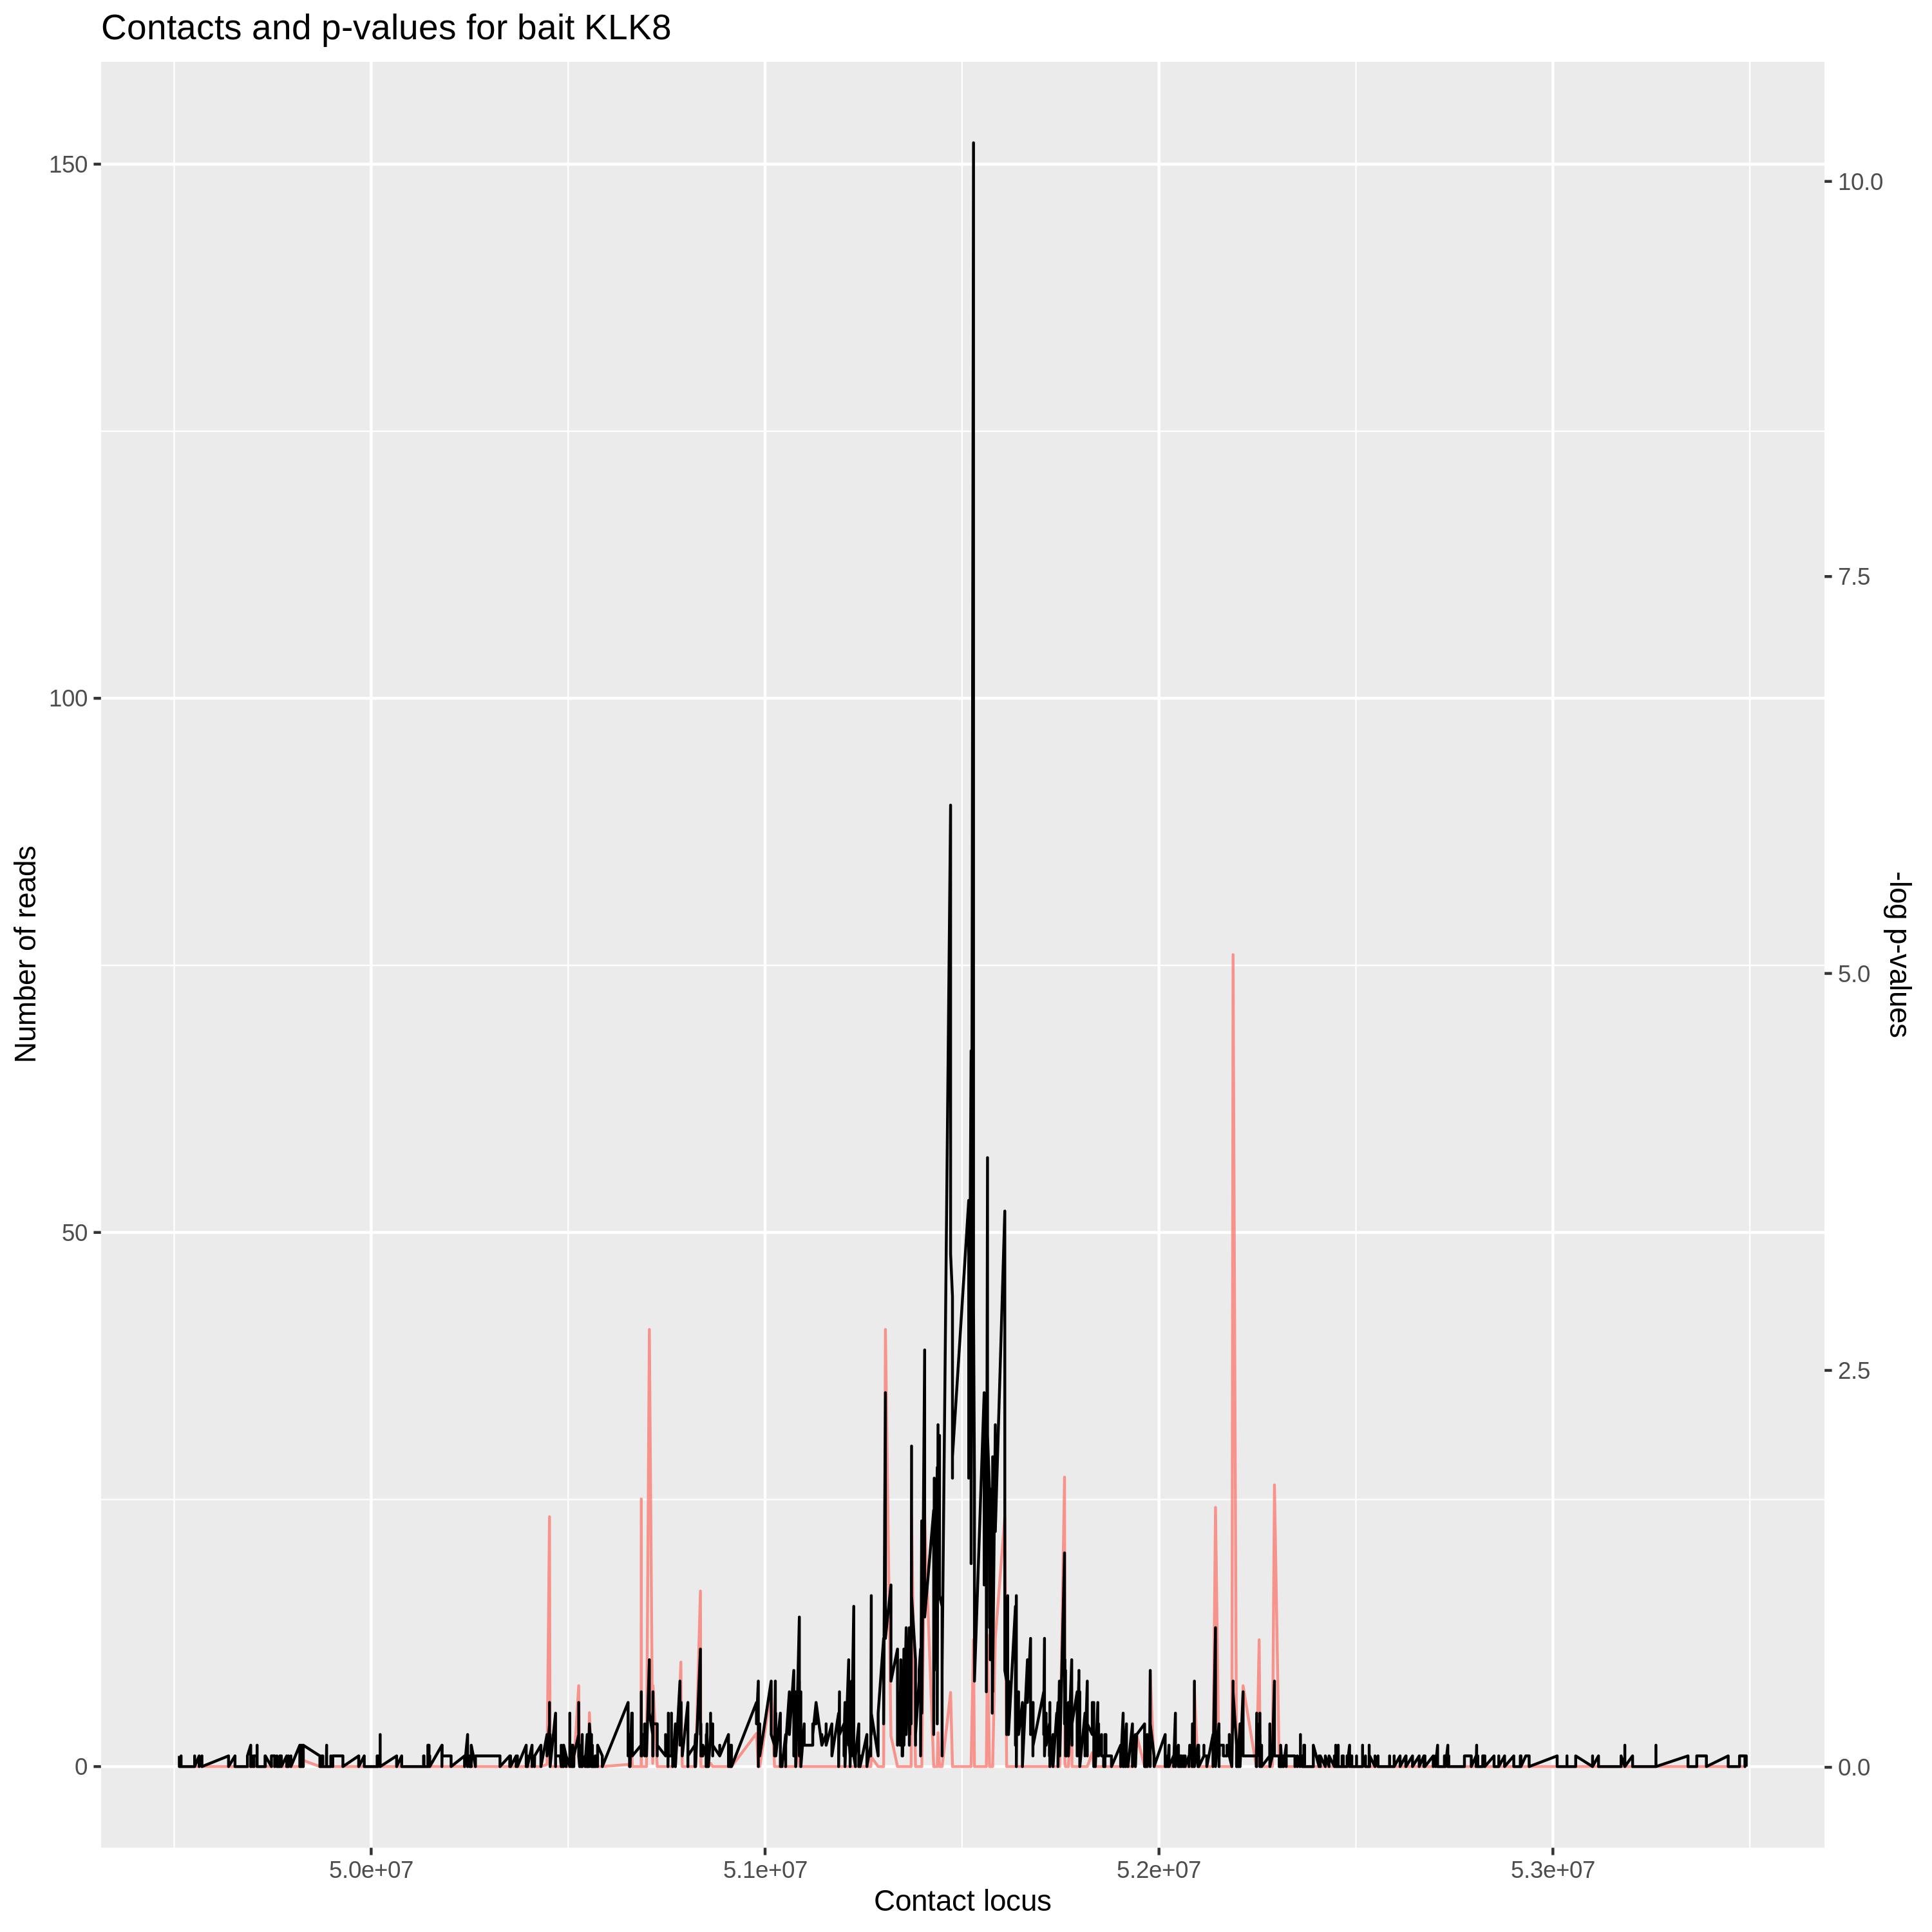 Contacts and p-values for bait KLK8
150
100
50
0
Number of reads
10.0
7.5
5.0
2.5
0.0
-log p-values
5.0e+07 5.1e+07 5.2e+07 5.3e+07
Contact locus